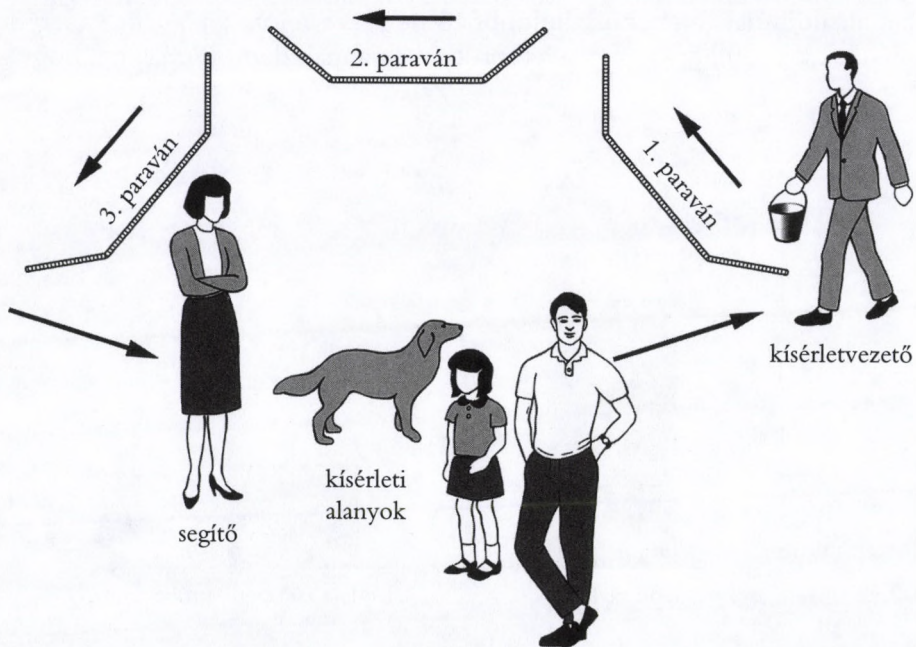 2. paraván
1. paraván
3. paraván
kísérletvezető
kísérleti
alanyok
segítő